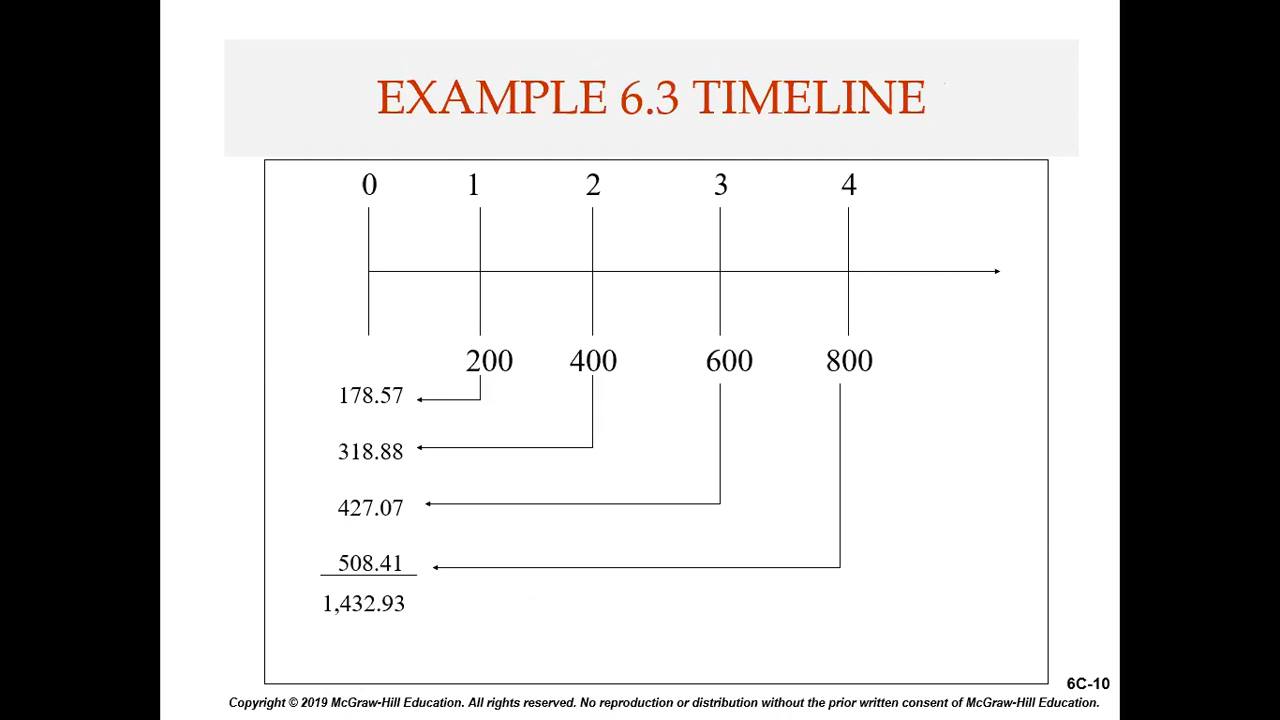 EXAMPLE 6.3 TIMELINE
0 1 2 3 4
200 400 600 800
178.57
318.88
427.07
508.41
1,432.93
6C-10
Copyright © 2019 McGraw-Hill Education. All rights reserved. No reproduction or distribution without the prior written consent of McGraw-Hill Education.